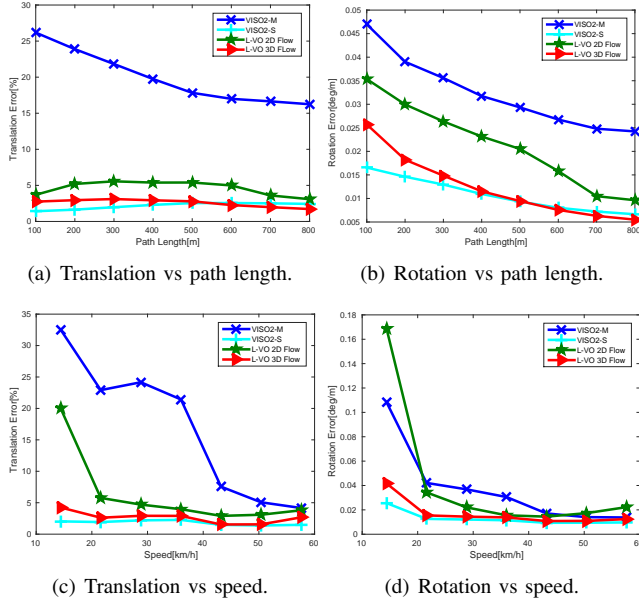 30
25
20
15
10
5
0
100 200 300 400 500 600 700 800
Translation Error[%]
Path Length[m]
VISO2-M
VISO2-S
L-VO 2D Flow
L-VO 3D FLow
(a) Translation vs path length.
0.05
0.045
0.04
0.035
0.03
0.025
0.02
0.015
0.01
0.005
100 200 300 400 500 600 700 800
Rotation Error[deg/m]
Path Length[m]
VISO2-M
VISO2-S
L-VO 2D Flow
L-VO 3D Flow
(b) Rotation vs path length.
35
30
25
20
15
10
5
0
10 20 30 40 50 60
Translation Error[%]
Speed[km/h]
VISO2-M
VISO2-S
L-VO 2D Flow
L-VO 3D Flow
(c) Translation vs speed.
0.18
0.16
0.14
0.12
0.1
0.08
0.06
0.04
0.02
0
10 20 30 40 50 60
Rotation Error[deg/m]
Speed[km/h]
VISO2-M
VISO2-S
L-VO 2D Flow
L-VO 3D Flow
(d) Rotation vs speed.